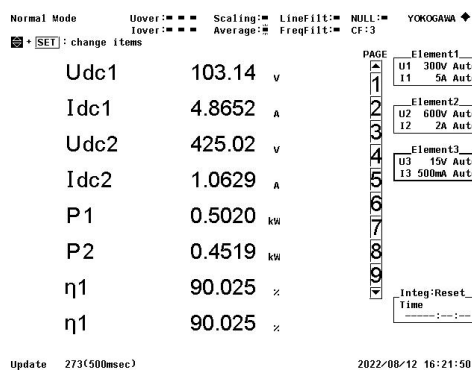 Normal Mode Uover: Scaling: LineFilt: NULL: YOKOGAWA
Iover: Average: FreqFilt: CF:3
+ SET : change items
PAGE
Element1
U1 300V Aut
I1 5A Aut
Element2
U2 600V Aut
I2 2A Aut
Element3
U3 15V Aut
I3 500mA Aut
1
2
3
4
5
6
7
8
9
Udc1 103.14 V
Idc1 4.8652 A
Udc2 425.02 V
Idc2 1.0629 A
P1 0.5020 kW
P2 0.4519 kW
η1 90.025 %
η1 90.025 %
Integ:Reset
Time
-----:--:--
Update 273(500msec) 2022/08/12 16:21:50